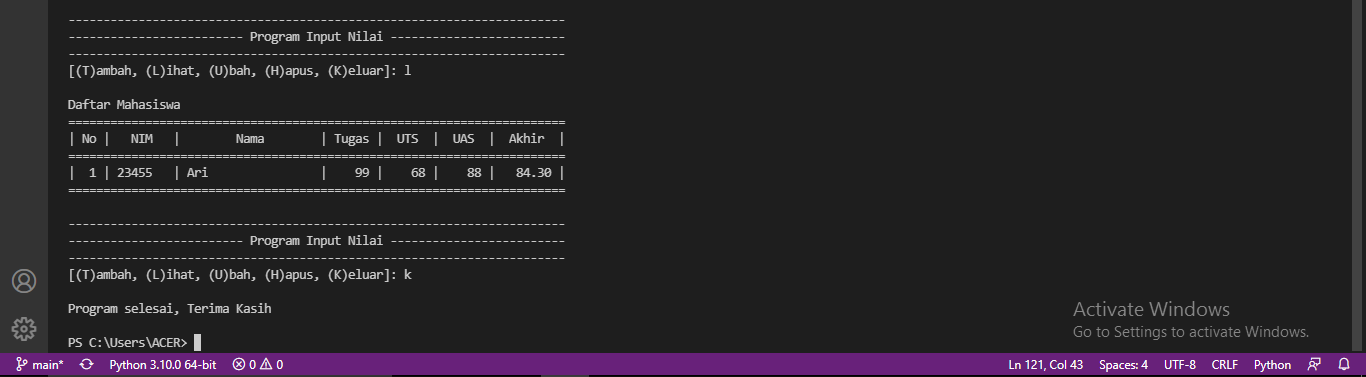 -----------------------------------------------------------------------
------------------------- Program Input Nilai -------------------------
-----------------------------------------------------------------------
[(T)ambah, (L)ihat, (U)bah, (H)apus, (K)eluar]: l
Daftar Mahasiswa
=======================================================================
| No |   NIM   |        Nama        | Tugas |  UTS  |  UAS  |  Akhir  |
=======================================================================
|  1 | 23455   | Ari                |    99 |    68 |    88 |   84.30 |
=======================================================================
-----------------------------------------------------------------------
------------------------- Program Input Nilai -------------------------
-----------------------------------------------------------------------
[(T)ambah, (L)ihat, (U)bah, (H)apus, (K)eluar]: k
Program selesai, Terima Kasih
PS C:\Users\ACER>
Activate Windows
Go to Settings to activate Windows.
main* Python 3.10.0 64-bit 0 0 Ln 121, Col 43 Spaces: 4 UTF-8 CRLF Python